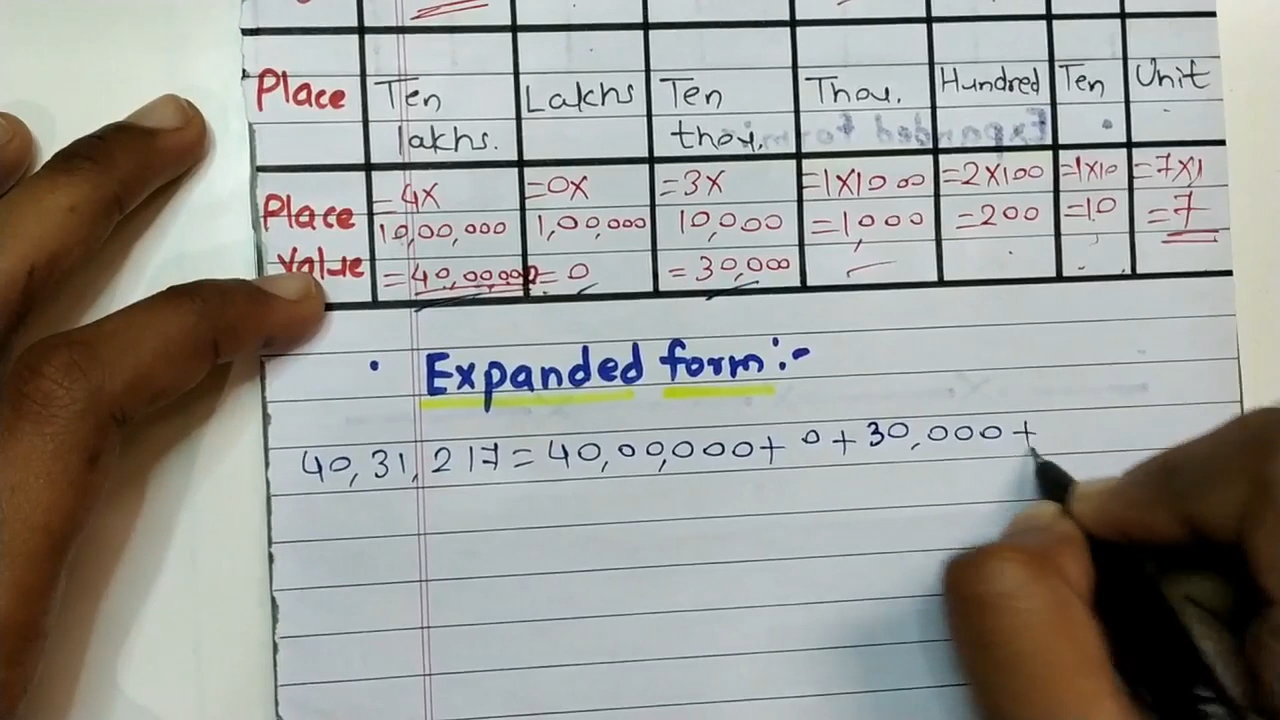 Place Ten lakhs. Lakhs Ten thou. Thou. Hundred Ten Unit
Place Value =4X =0X =3X =1X1000 =2X100 =1X10 =7X1
10,00,000 1,00,000 10,000 =1,000 =200 =10 =7
=40,00,000 =0 =30,000
• Expanded form:-
40,31,217=40,00,000+0+30,000+